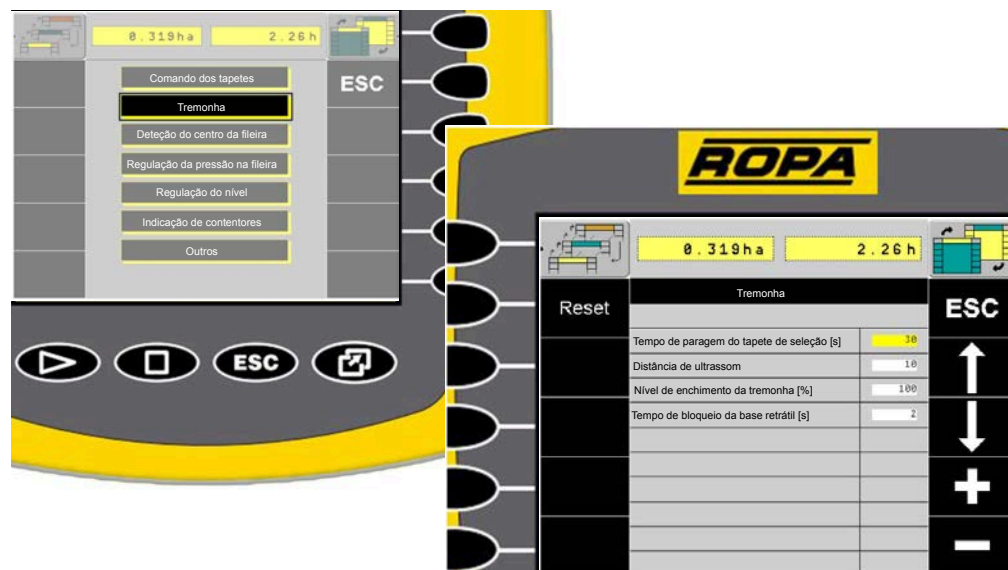 0.319ha 2.26h
Comando dos tapetes
ESC
Tremonha
Deteção do centro da fileira
Regulação da pressão na fileira
Regulação do nível
Indicação de contentores
Outros
ESC
ROPA
0.319ha 2.26h
Reset
Tremonha
ESC
Tempo de paragem do tapete de seleção [s] 30
Distância de ultrassom 10
Nível de enchimento da tremonha [%] 100
Tempo de bloqueio da base retrátil [s] 2